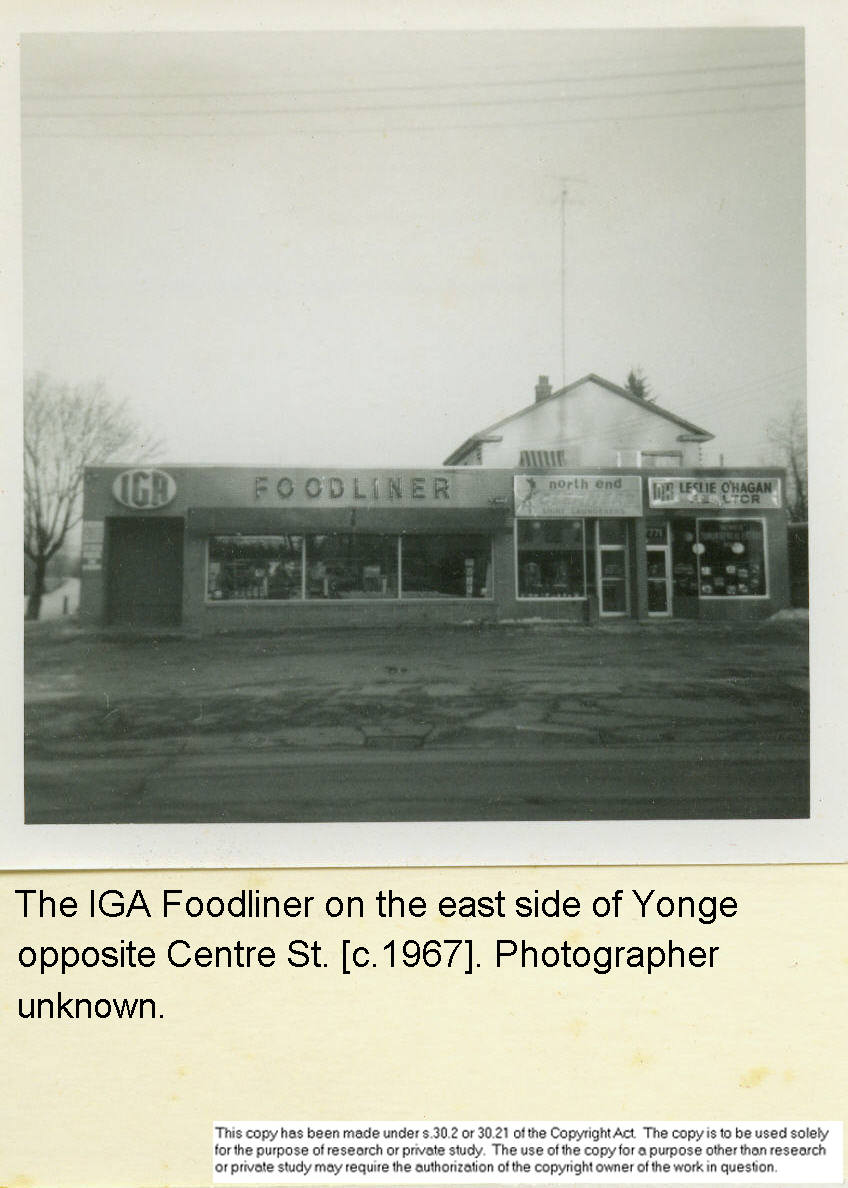 IGA
FOODLINER
north end
SHIRT LAUNDERERS
LOH LESLIE O'HAGAN
REALTOR
The IGA Foodliner on the east side of Yonge
opposite Centre St. [c.1967]. Photographer
unknown.
This copy has been made under s.30.2 or 30.21 of the Copyright Act. The copy is to be used solely
for the purpose of research or private study. The use of the copy for a purpose other than research
or private study may require the authorization of the copyright owner of the work in question.